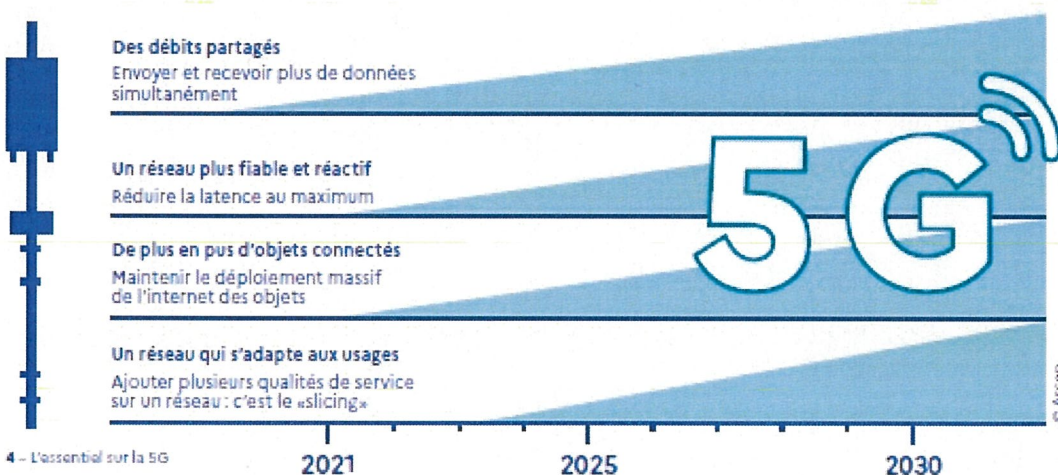 Des débits partagés
Envoyer et recevoir plus de données
simultanément
Un réseau plus fiable et réactif
Réduire la latence au maximum
De plus en pus d'objets connectés
Maintenir le déploiement massif
de l'internet des objets
Un réseau qui s'adapte aux usages
Ajouter plusieurs qualités de service
sur un réseau : c'est le «slicing»
5G
© Arcep
4 – L'essentiel sur la 5G
2021 2025 2030